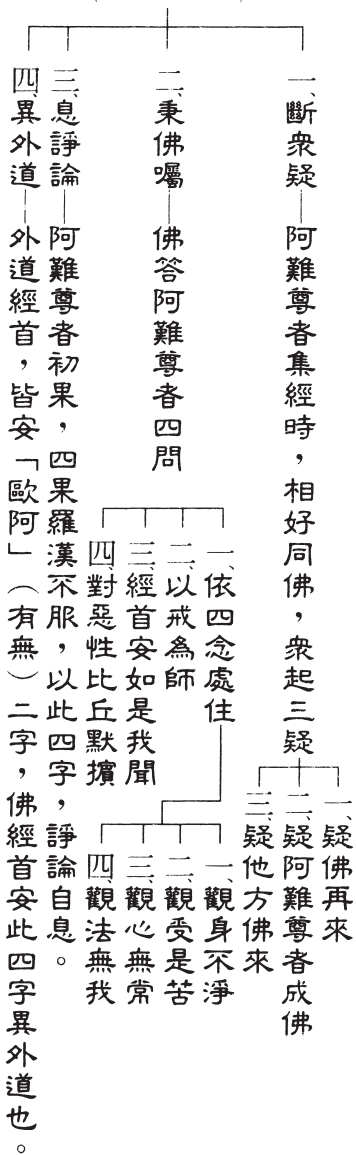 一、斷衆疑—阿難尊者集經時，相好同佛，衆起三疑
一、疑佛再來
二、疑阿難尊者成佛
三、疑他方佛來
二、秉佛囑—佛答阿難尊者四問
一、依四念處住
一、觀身不淨
二、觀受是苦
三、觀心無常
四、觀法無我
二、以戒為師
三、經首安如是我聞
四、對惡性比丘默擯
三、息諍論—阿難尊者初果，四果羅漢不服，以此四字，諍論自息。
四、異外道—外道經首，皆安「歐阿」（有無）二字，佛經首安此四字異外道也。